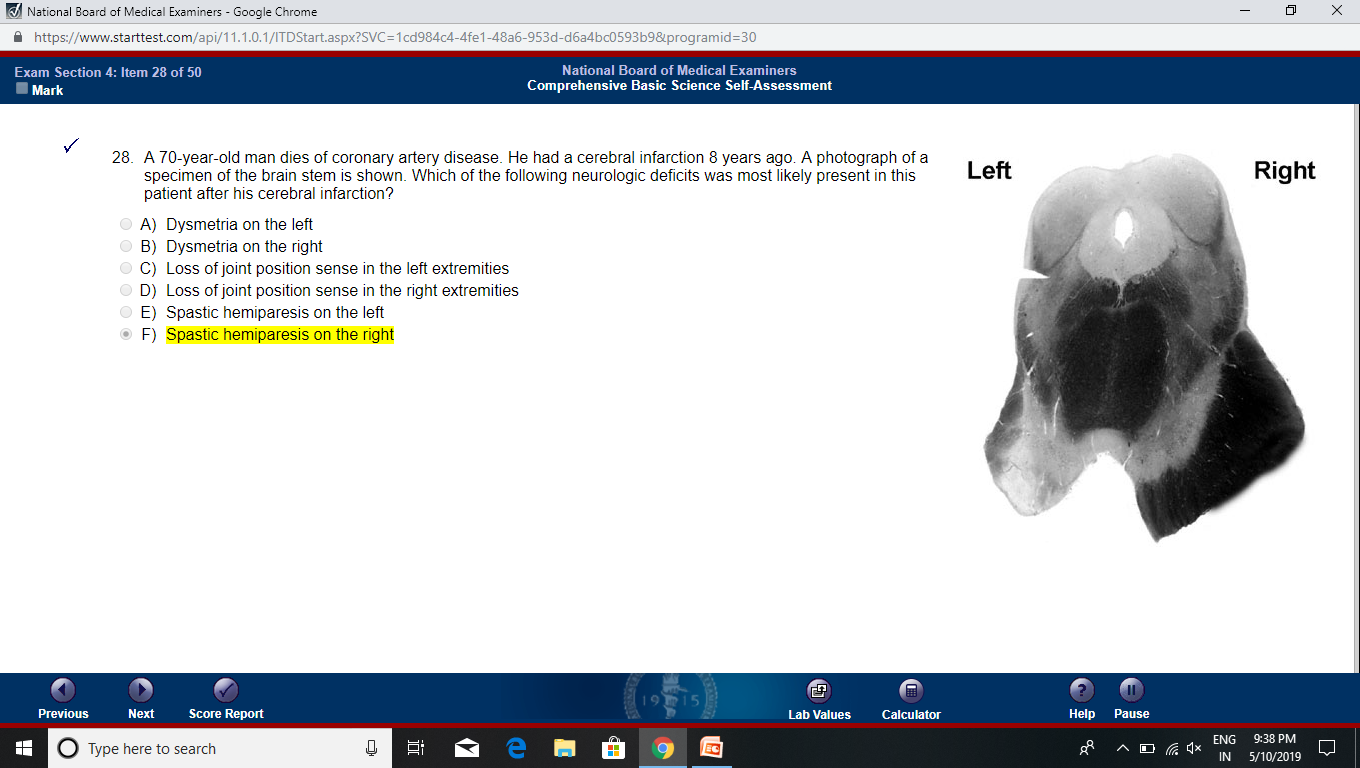 National Board of Medical Examiners - Google Chrome
https://www.starttest.com/api/11.1.0.1/ITDStart.aspx?SVC=1cd984c4-4fe1-48a6-953d-d6a4bc0593b9&programid=30
Exam Section 4: Item 28 of 50
National Board of Medical Examiners
Mark
Comprehensive Basic Science Self-Assessment
28. A 70-year-old man dies of coronary artery disease. He had a cerebral infarction 8 years ago. A photograph of a
specimen of the brain stem is shown. Which of the following neurologic deficits was most likely present in this
patient after his cerebral infarction?
A) Dysmetria on the left
B) Dysmetria on the right
C) Loss of joint position sense in the left extremities
D) Loss of joint position sense in the right extremities
E) Spastic hemiparesis on the left
F) Spastic hemiparesis on the right
Left
Right
Previous
Next
Score Report
19 15
Lab Values
Calculator
Help
Pause
Type here to search
ENG
IN
9:38 PM
5/10/2019